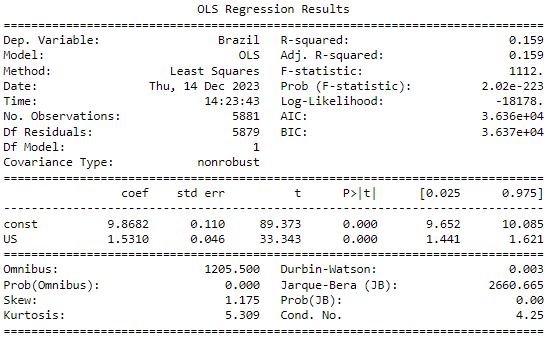 OLS Regression Results
==============================================================================
Dep. Variable:                 Brazil   R-squared:                       0.159
Model:                            OLS   Adj. R-squared:                  0.159
Method:                 Least Squares   F-statistic:                     1112.
Date:                Thu, 14 Dec 2023   Prob (F-statistic):          2.02e-223
Time:                        14:23:43   Log-Likelihood:                -18178.
No. Observations:                5881   AIC:                         3.636e+04
Df Residuals:                    5879   BIC:                         3.637e+04
Df Model:                           1
Covariance Type:            nonrobust
==============================================================================
                 coef    std err          t      P>|t|      [0.025      0.975]
------------------------------------------------------------------------------
const          9.8682      0.110     89.373      0.000       9.652      10.085
US             1.5310      0.046     33.343      0.000       1.441       1.621
==============================================================================
Omnibus:                     1205.500   Durbin-Watson:                   0.003
Prob(Omnibus):                  0.000   Jarque-Bera (JB):             2660.665
Skew:                           1.175   Prob(JB):                         0.00
Kurtosis:                       5.309   Cond. No.                         4.25
==============================================================================